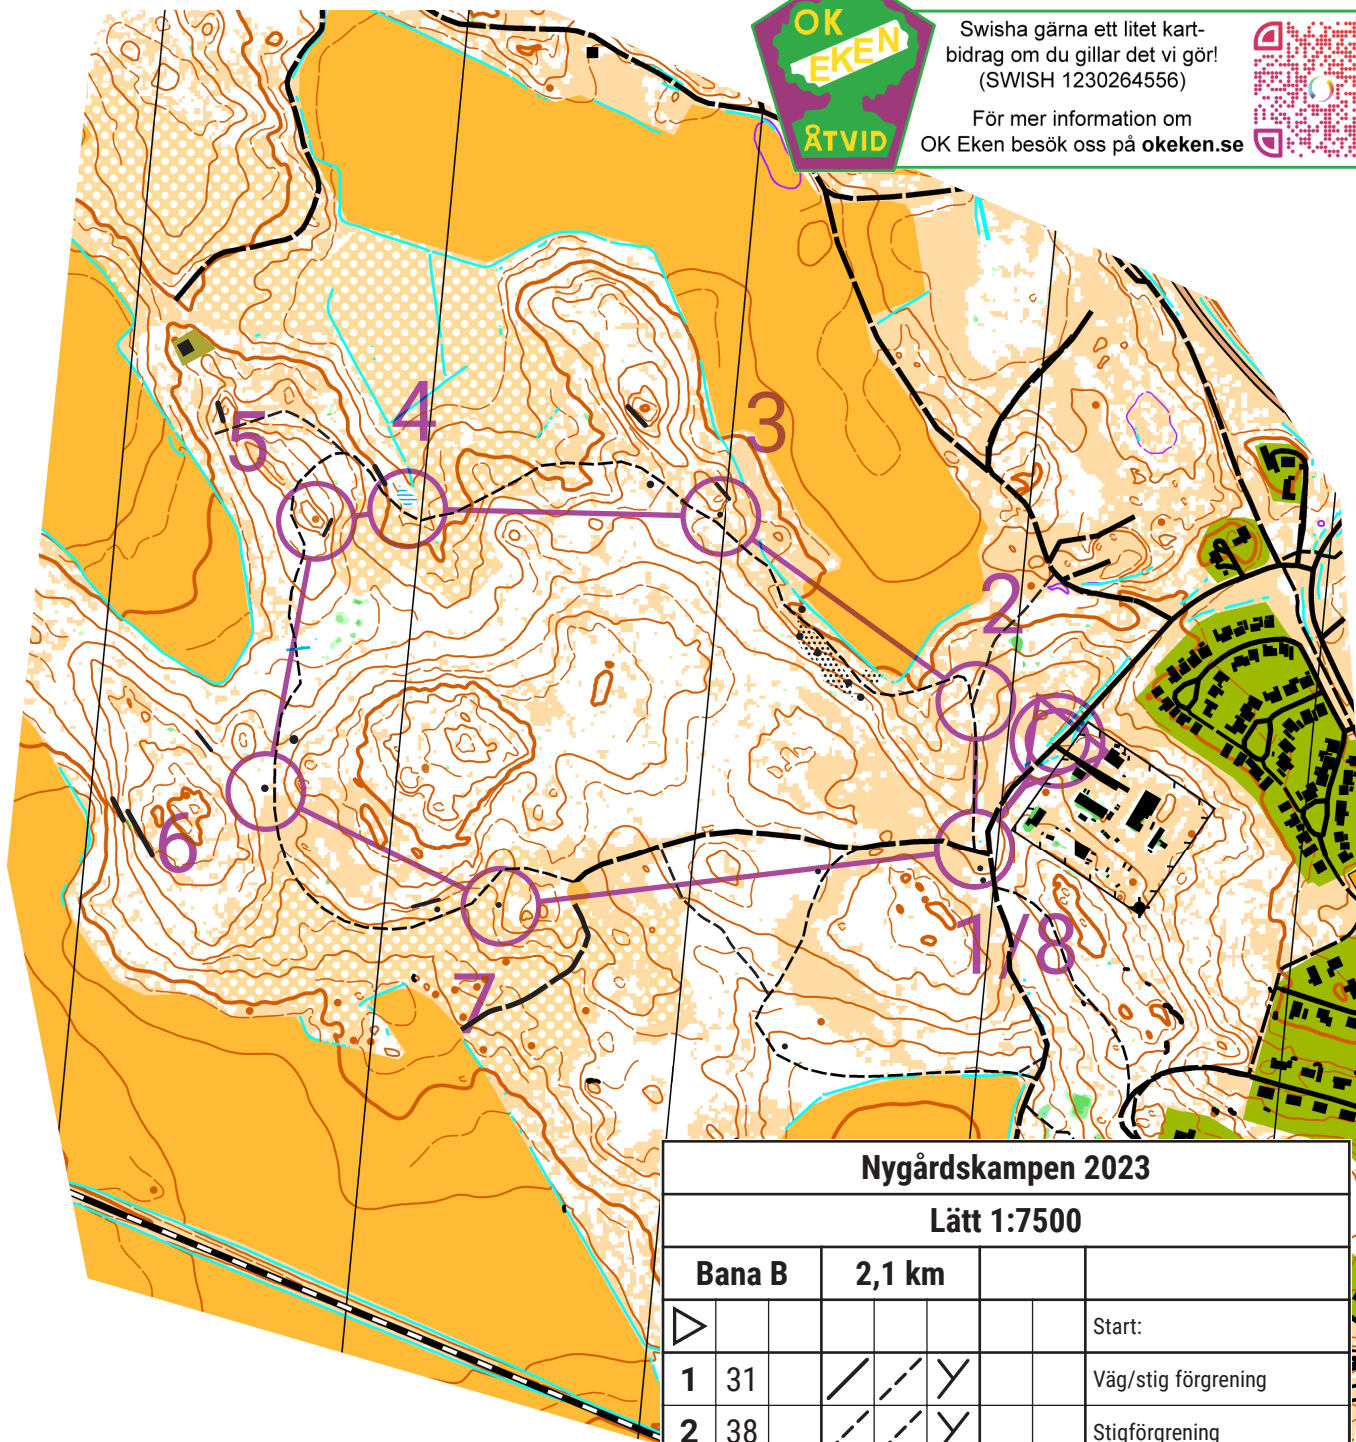 OK
EKEN
ÅTVID
Swisha gärna ett litet kart-
bidrag om du gillar det vi gör!
(SWISH 1230264556)
För mer information om
OK Eken besök oss på okeken.se
4
3
5
2
6
1/8
7
Nygårdskampen 2023
Lätt 1:7500
Bana B 2,1 km
Start:
1 31 Väg/stig förgrening
2 38 Stigförgrening